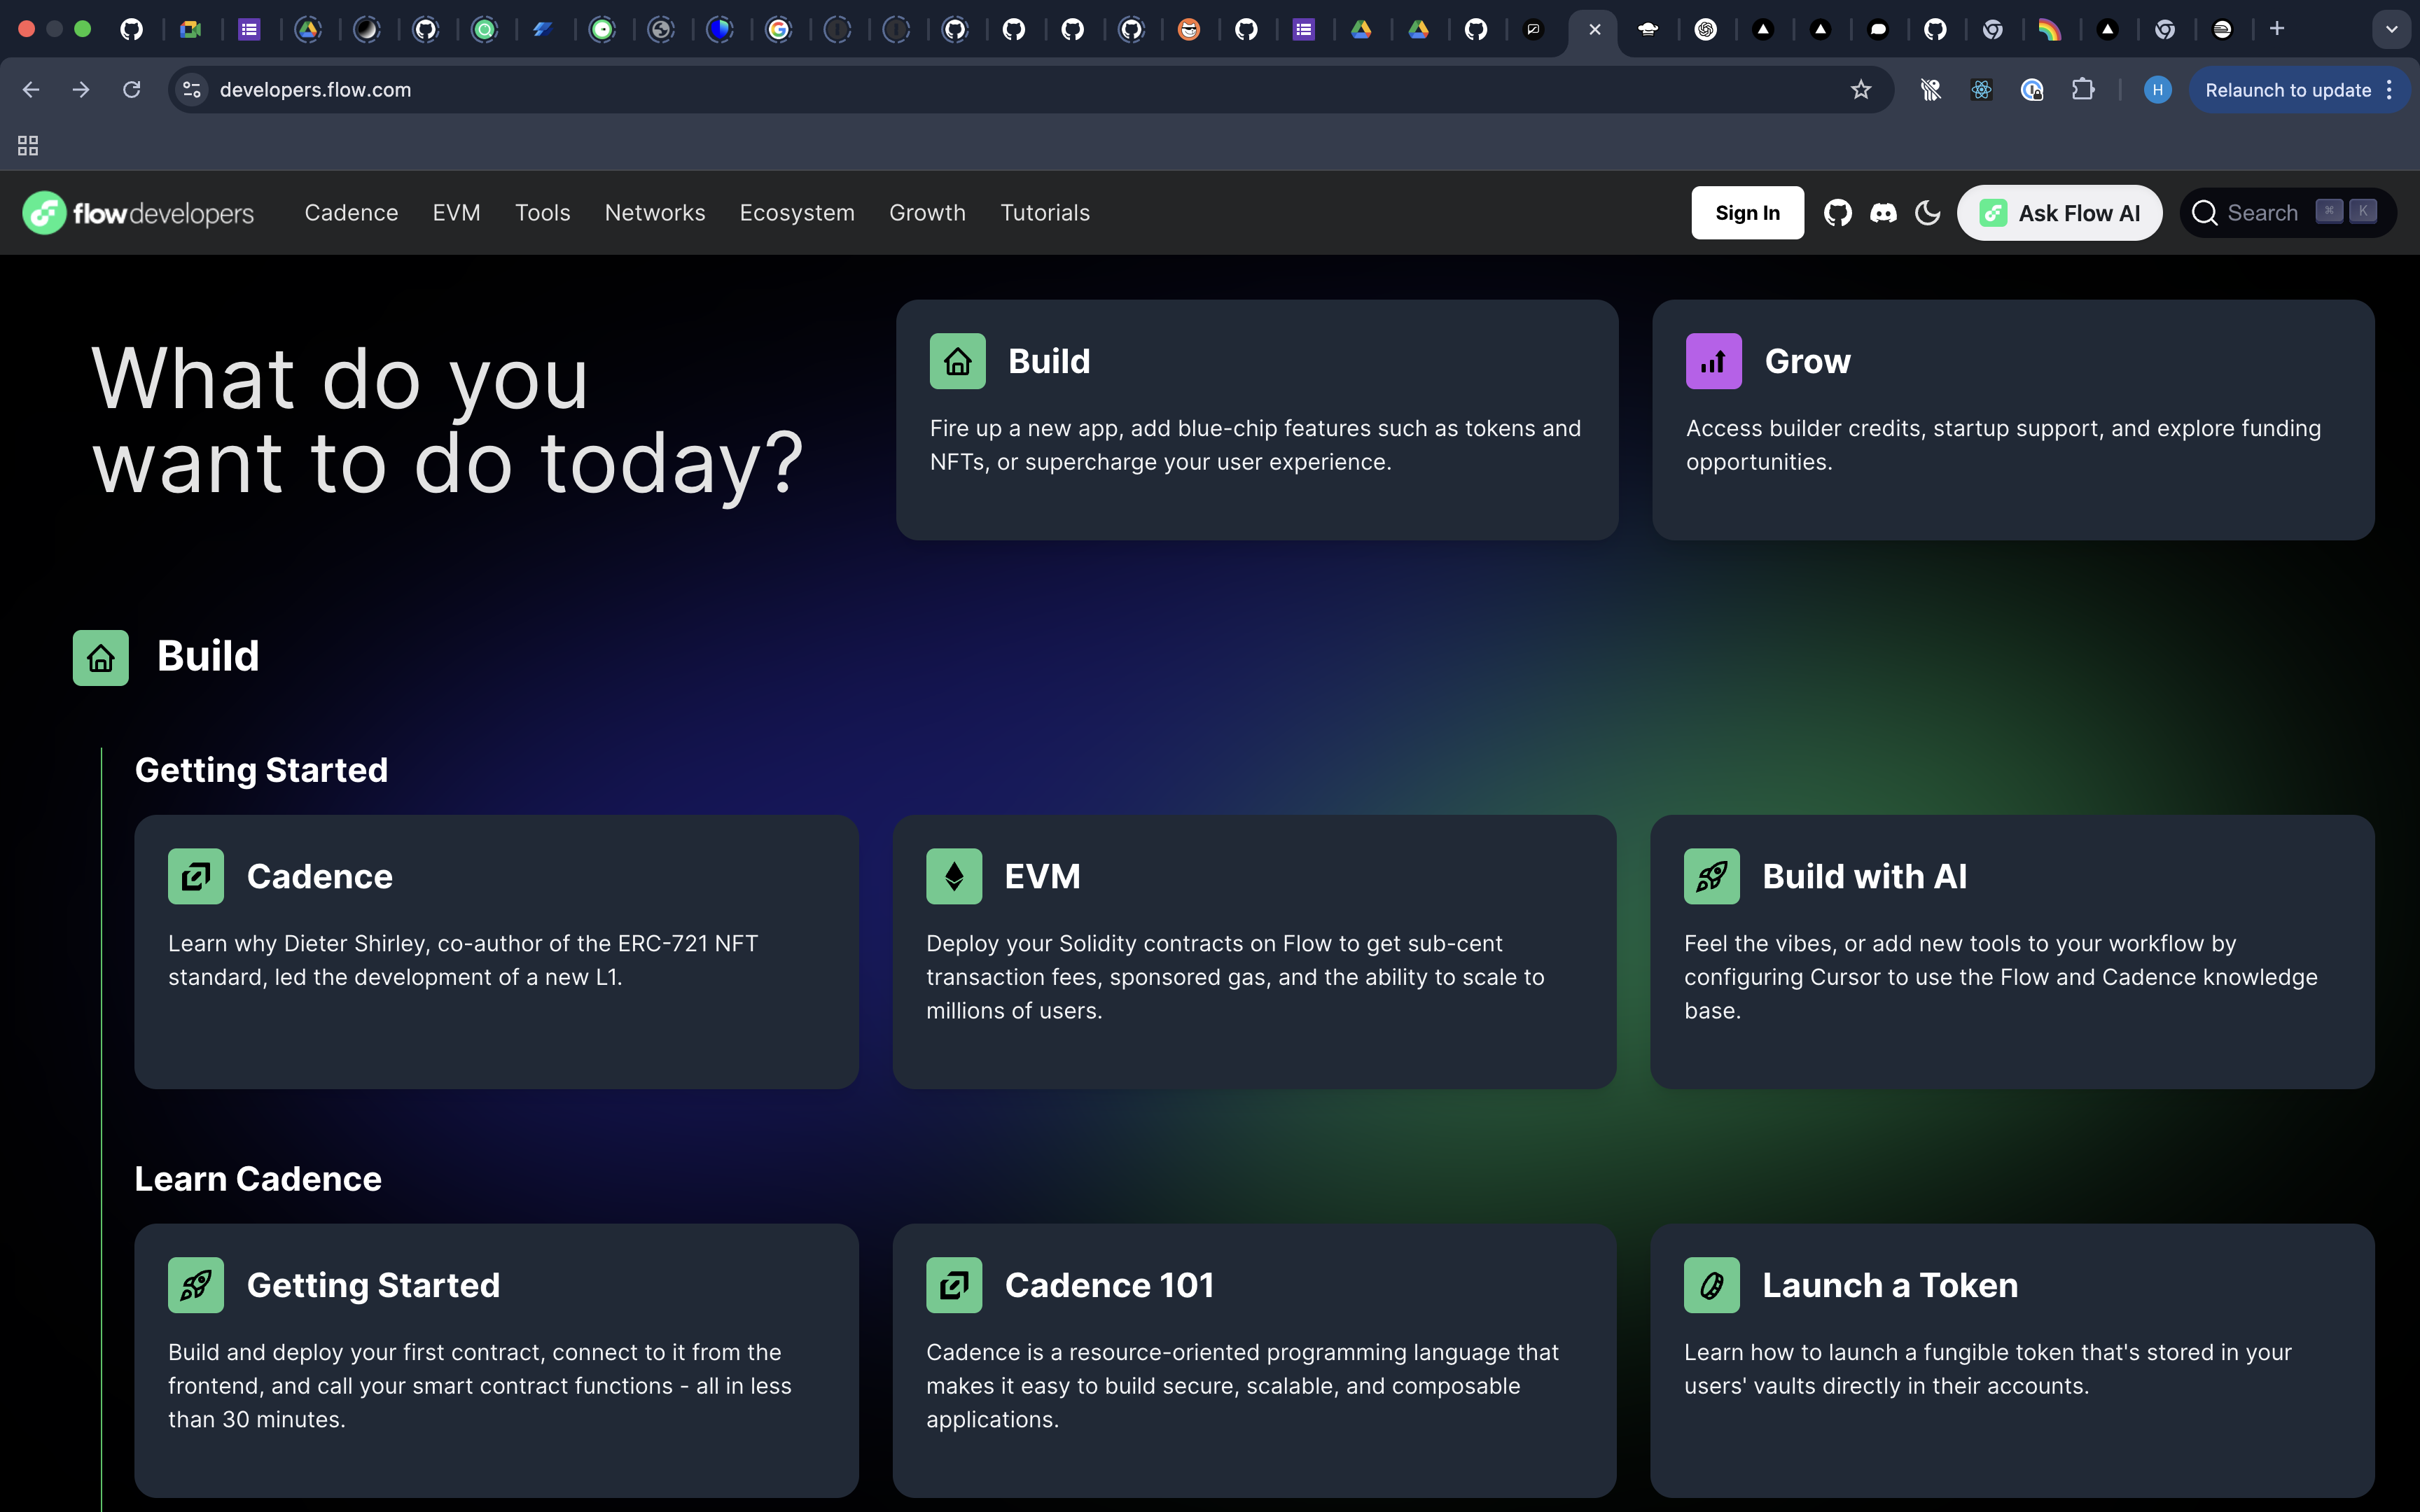 developers.flow.com
Relaunch to update
H
flowdevelopers
Cadence
EVM
Tools
Networks
Ecosystem
Growth
Tutorials
Sign In
Ask Flow AI
Search
⌘ K
What do you
want to do today?
Build
Fire up a new app, add blue-chip features such as tokens and
NFTs, or supercharge your user experience.
Grow
Access builder credits, startup support, and explore funding
opportunities.
Build
Getting Started
Cadence
Learn why Dieter Shirley, co-author of the ERC-721 NFT
standard, led the development of a new L1.
EVM
Deploy your Solidity contracts on Flow to get sub-cent
transaction fees, sponsored gas, and the ability to scale to
millions of users.
Build with AI
Feel the vibes, or add new tools to your workflow by
configuring Cursor to use the Flow and Cadence knowledge
base.
Learn Cadence
Getting Started
Build and deploy your first contract, connect to it from the
frontend, and call your smart contract functions - all in less
than 30 minutes.
Cadence 101
Cadence is a resource-oriented programming language that
makes it easy to build secure, scalable, and composable
applications.
Launch a Token
Learn how to launch a fungible token that's stored in your
users' vaults directly in their accounts.